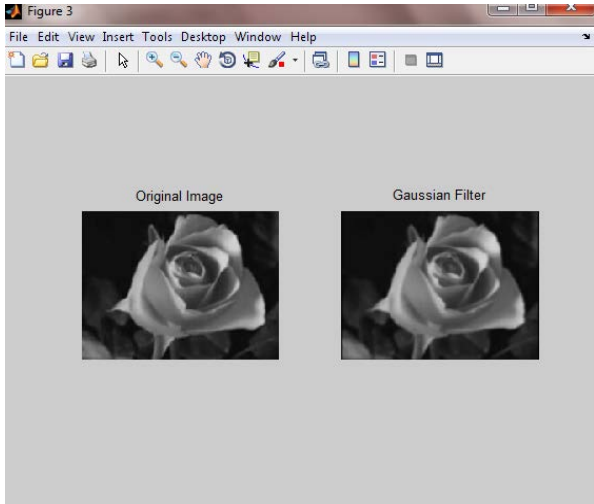 Figure 3
File Edit View Insert Tools Desktop Window Help
Original Image
Gaussian Filter